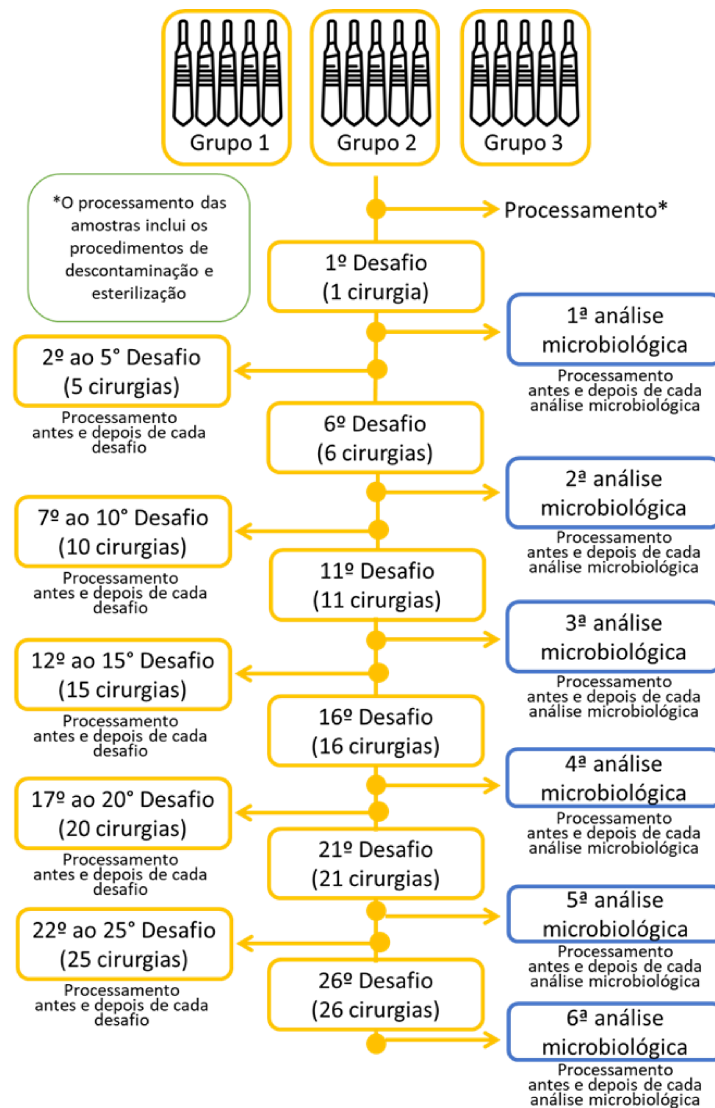 Grupo 1
Grupo 2
Grupo 3
*O processamento das
amostras inclui os
procedimentos de
descontaminação e
esterilização
Processamento*
1º Desafio
(1 cirurgia)
1ª análise
microbiológica
Processamento
antes e depois de cada
análise microbiológica
2º ao 5° Desafio
(5 cirurgias)
Processamento
antes e depois de cada
desafio
6º Desafio
(6 cirurgias)
2ª análise
microbiológica
Processamento
antes e depois de cada
análise microbiológica
7º ao 10° Desafio
(10 cirurgias)
Processamento
antes e depois de cada
desafio
11º Desafio
(11 cirurgias)
3ª análise
microbiológica
Processamento
antes e depois de cada
análise microbiológica
12º ao 15° Desafio
(15 cirurgias)
Processamento
antes e depois de cada
desafio
16º Desafio
(16 cirurgias)
4ª análise
microbiológica
Processamento
antes e depois de cada
análise microbiológica
17º ao 20° Desafio
(20 cirurgias)
Processamento
antes e depois de cada
desafio
21º Desafio
(21 cirurgias)
5ª análise
microbiológica
Processamento
antes e depois de cada
análise microbiológica
22º ao 25° Desafio
(25 cirurgias)
Processamento
antes e depois de cada
desafio
26º Desafio
(26 cirurgias)
6ª análise
microbiológica
Processamento
antes e depois de cada
análise microbiológica